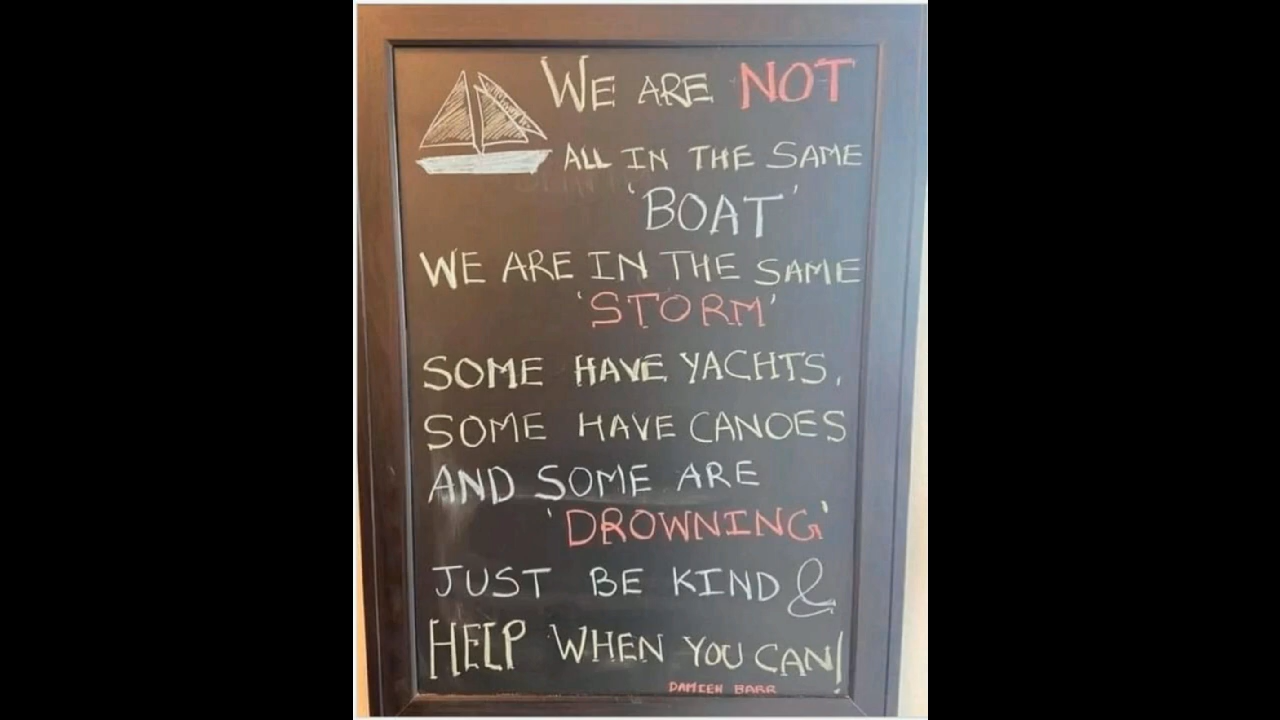 WE ARE NOT
ALL IN THE SAME
'BOAT'
WE ARE IN THE SAME
'STORM'
SOME HAVE YACHTS,
SOME HAVE CANOES
AND SOME ARE
'DROWNING'
JUST BE KIND &
HELP WHEN YOU CAN!
DAMIEN BARR